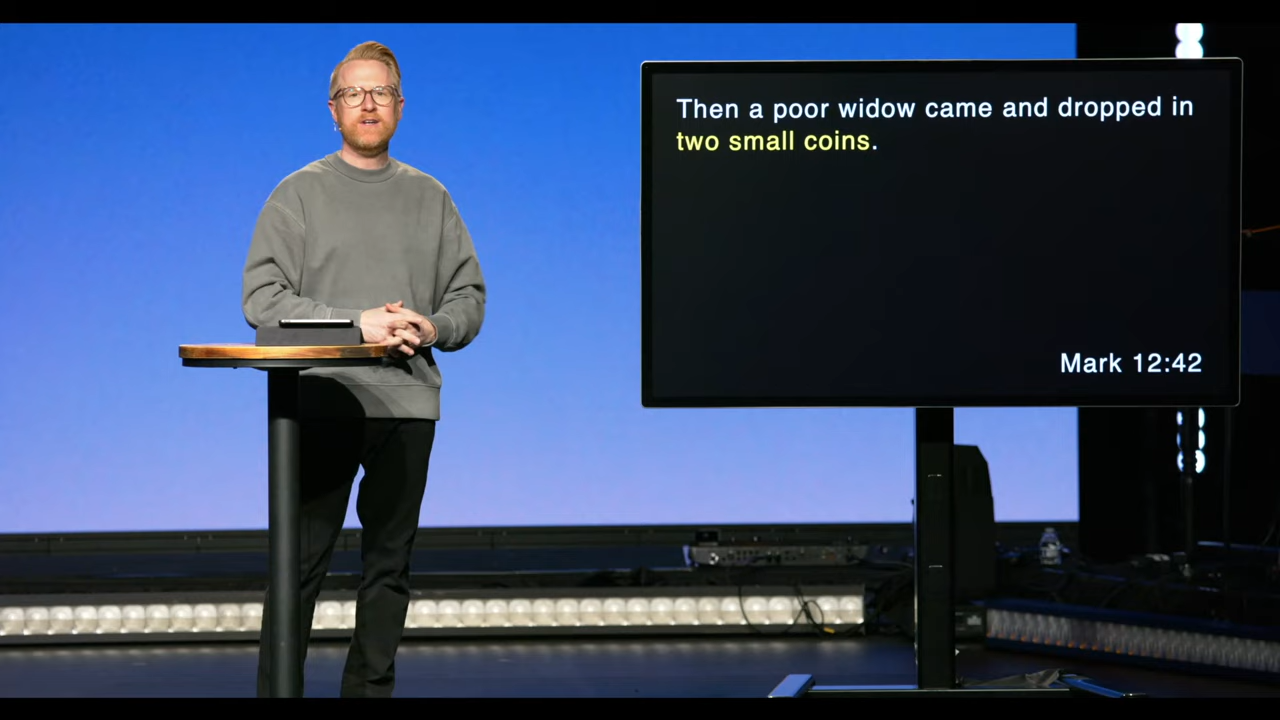 Then a poor widow came and dropped in
two small coins.
Mark 12:42